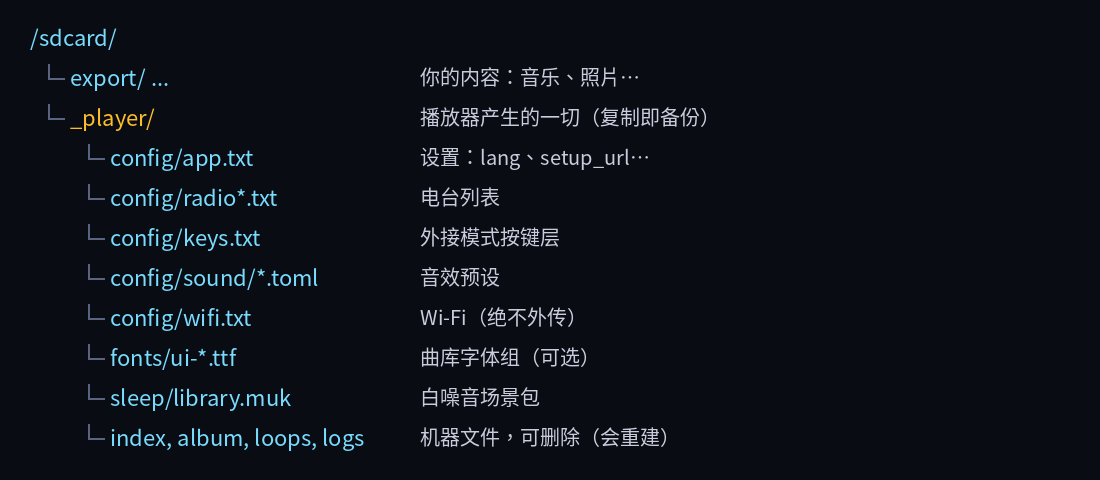 /sdcard/
export/ ... 你的内容：音乐、照片…
_player/ 播放器产生的一切（复制即备份）
config/app.txt 设置：lang、setup_url…
config/radio*.txt 电台列表
config/keys.txt 外接模式按键层
config/sound/*.toml 音效预设
config/wifi.txt Wi-Fi（绝不外传）
fonts/ui-*.ttf 曲库字体组（可选）
sleep/library.muk 白噪音场景包
index, album, loops, logs 机器文件，可删除（会重建）